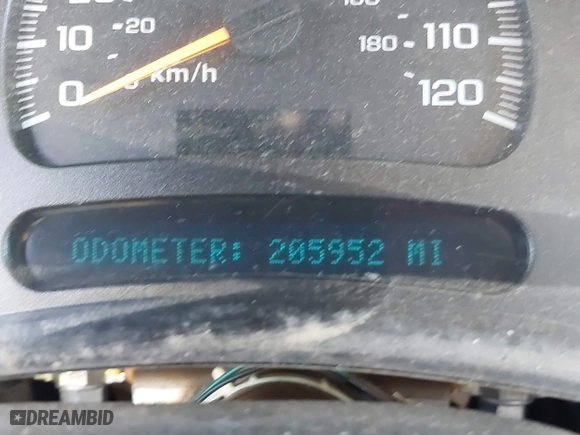 10 20
180 110
0 km/h 120
ODOMETER: 205952 MI
DREAMBID